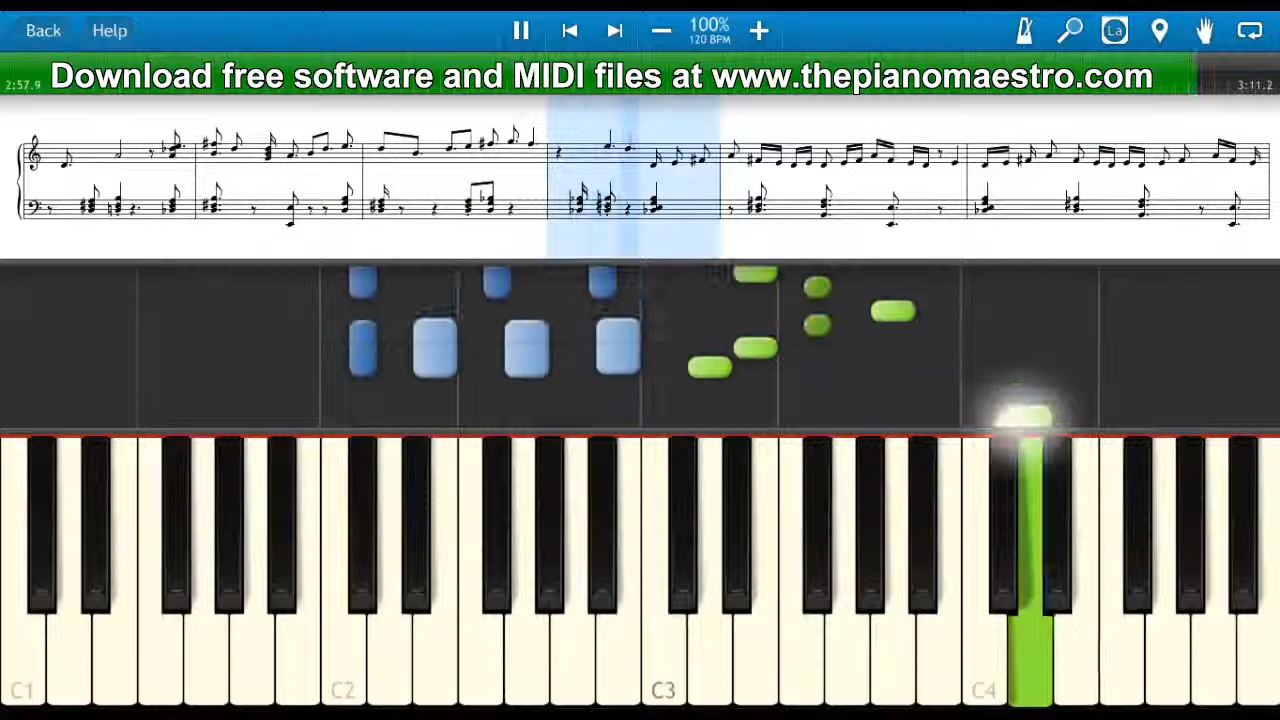 Back Help 100% La
120 BPM
Download free software and MIDI files at www.thepianomaestro.com
2:57.9 3:11.2
C1 C2 C3 C4